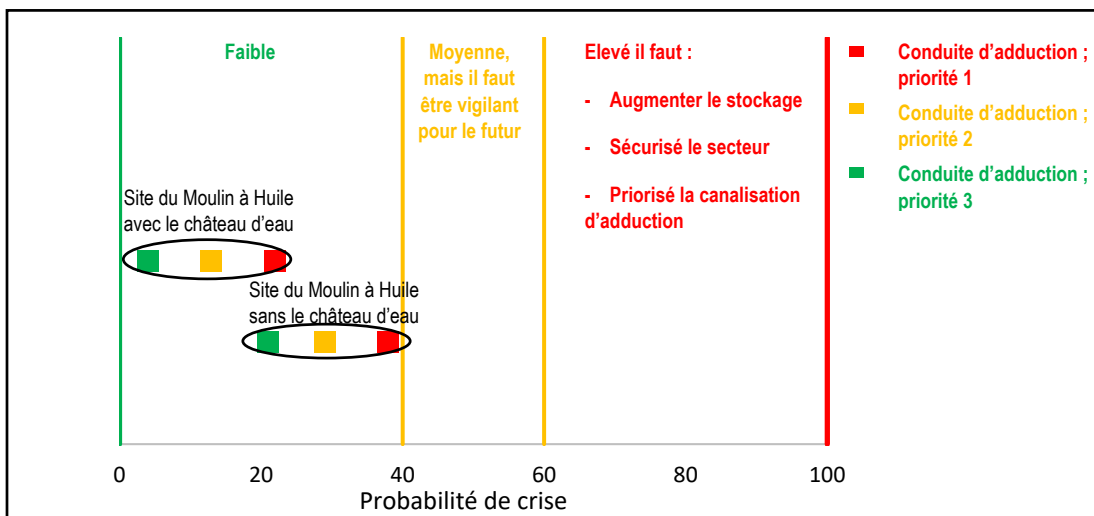 Faible
Moyenne,
mais il faut
être vigilant
pour le futur
Elevé il faut :
- Augmenter le stockage
- Sécurisé le secteur
- Priorisé la canalisation
d’adduction
Conduite d’adduction ;
priorité 1
Conduite d’adduction ;
priorité 2
Conduite d’adduction ;
priorité 3
Site du Moulin à Huile
avec le château d’eau
Site du Moulin à Huile
sans le château d’eau
0 20 40 60 80 100
Probabilité de crise